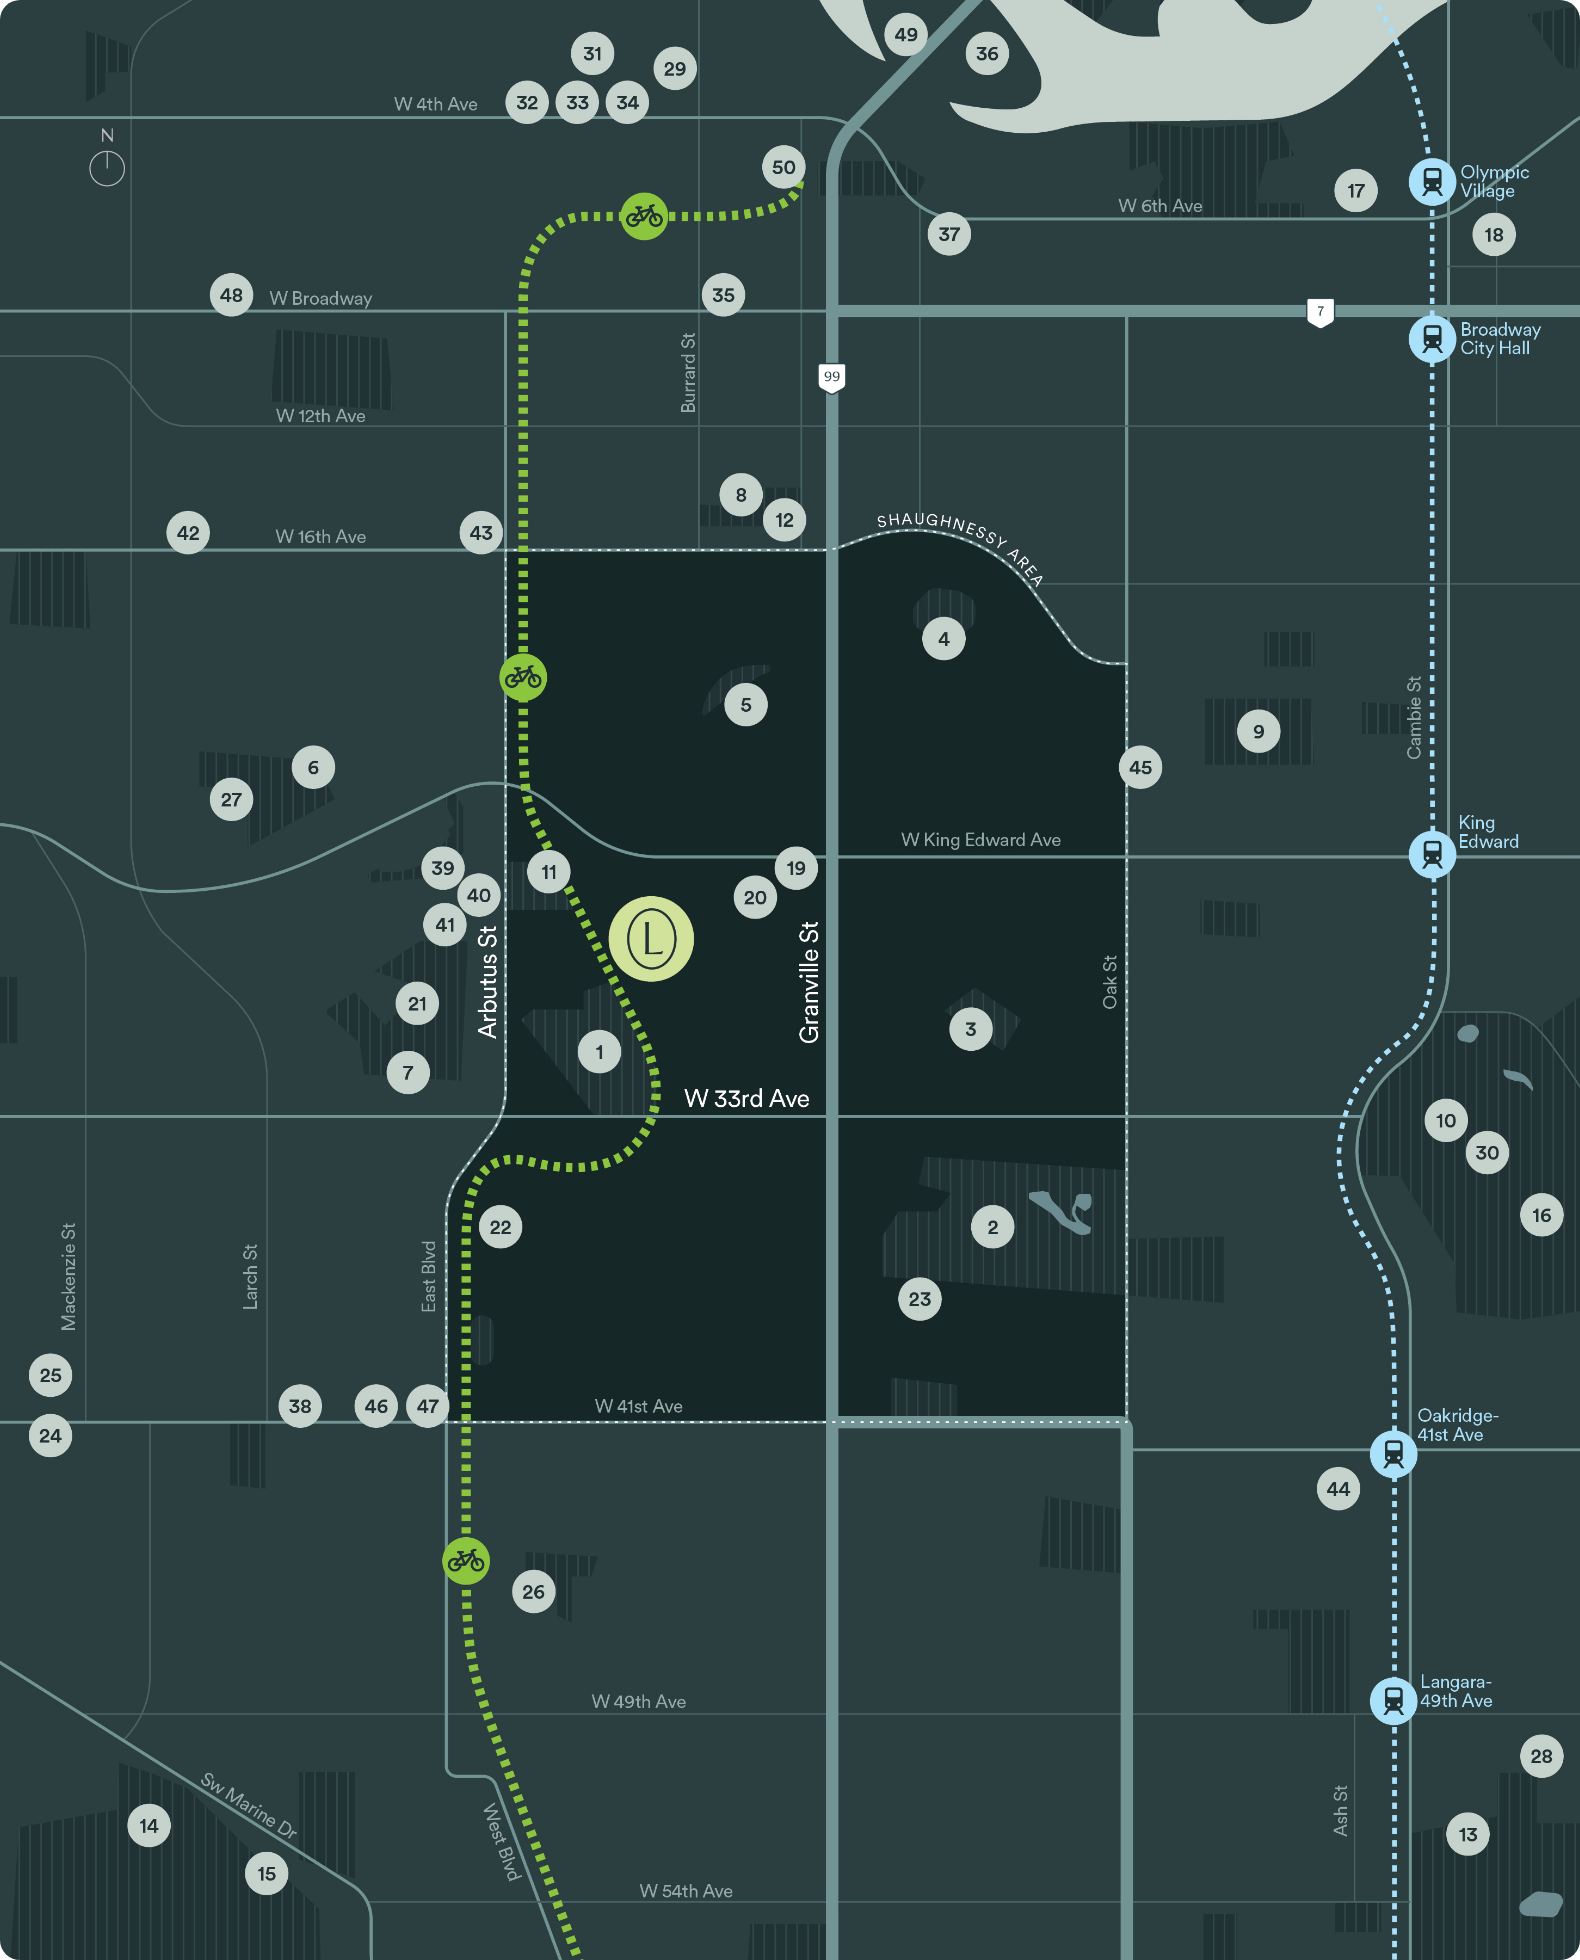 49
31
36
29
W 4th Ave
32
33
34
N
50
17
Olympic
Village
W 6th Ave
37
18
48
W Broadway
35
7
Broadway
City Hall
Burrard St
99
W 12th Ave
8
12
42
W 16th Ave
43
SHAUGHNESSY AREA
4
5
Cambie St
9
6
45
27
King
Edward
W King Edward Ave
39
11
19
40
20
41
L
Arbutus St
Granville St
Oak St
21
3
1
7
W 33rd Ave
10
30
16
22
2
Mackenzie St
Larch St
East Blvd
23
25
38
46
47
W 41st Ave
24
Oakridge-
41st Ave
44
26
Langara-
49th Ave
W 49th Ave
28
Sw Marine Dr
14
West Blvd
Ash St
13
15
W 54th Ave